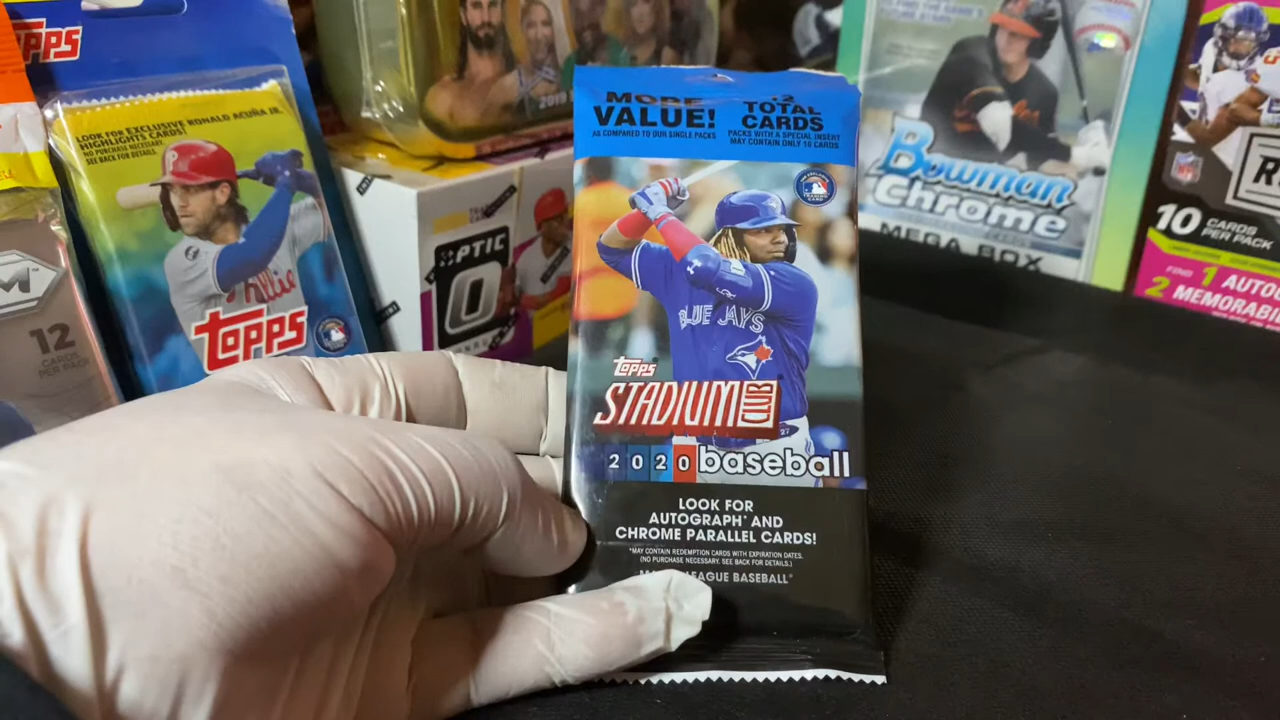 TOPPS
LOOK FOR EXCLUSIVE RONALD ACUÑA JR.
HIGHLIGHTS CARDS!
NO PURCHASE NECESSARY.
SEE BACK FOR DETAILS.
Phillie
TOPPS
M
12
CARDS
PER PACK
2019
OPTIC
MORE
VALUE!
AS COMPARED TO OUR SINGLE PACKS
TOTAL
CARDS
PACKS WITH A SPECIAL INSERT
MAY CONTAIN ONLY 10 CARDS
BLUE JAYS
27
TOPPS
STADIUM CLUB
2020 baseball
LOOK FOR
AUTOGRAPH* AND
CHROME PARALLEL CARDS!
*MAY CONTAIN REDEMPTION CARDS WITH EXPIRATION DATES.
(NO PURCHASE NECESSARY. SEE BACK FOR DETAILS.)
LEAGUE BASEBALL
Bowman
Chrome
MEGA BOX
NFL
10 CARDS
PER PACK
FIND 1 AUTO
2 MEMORABI